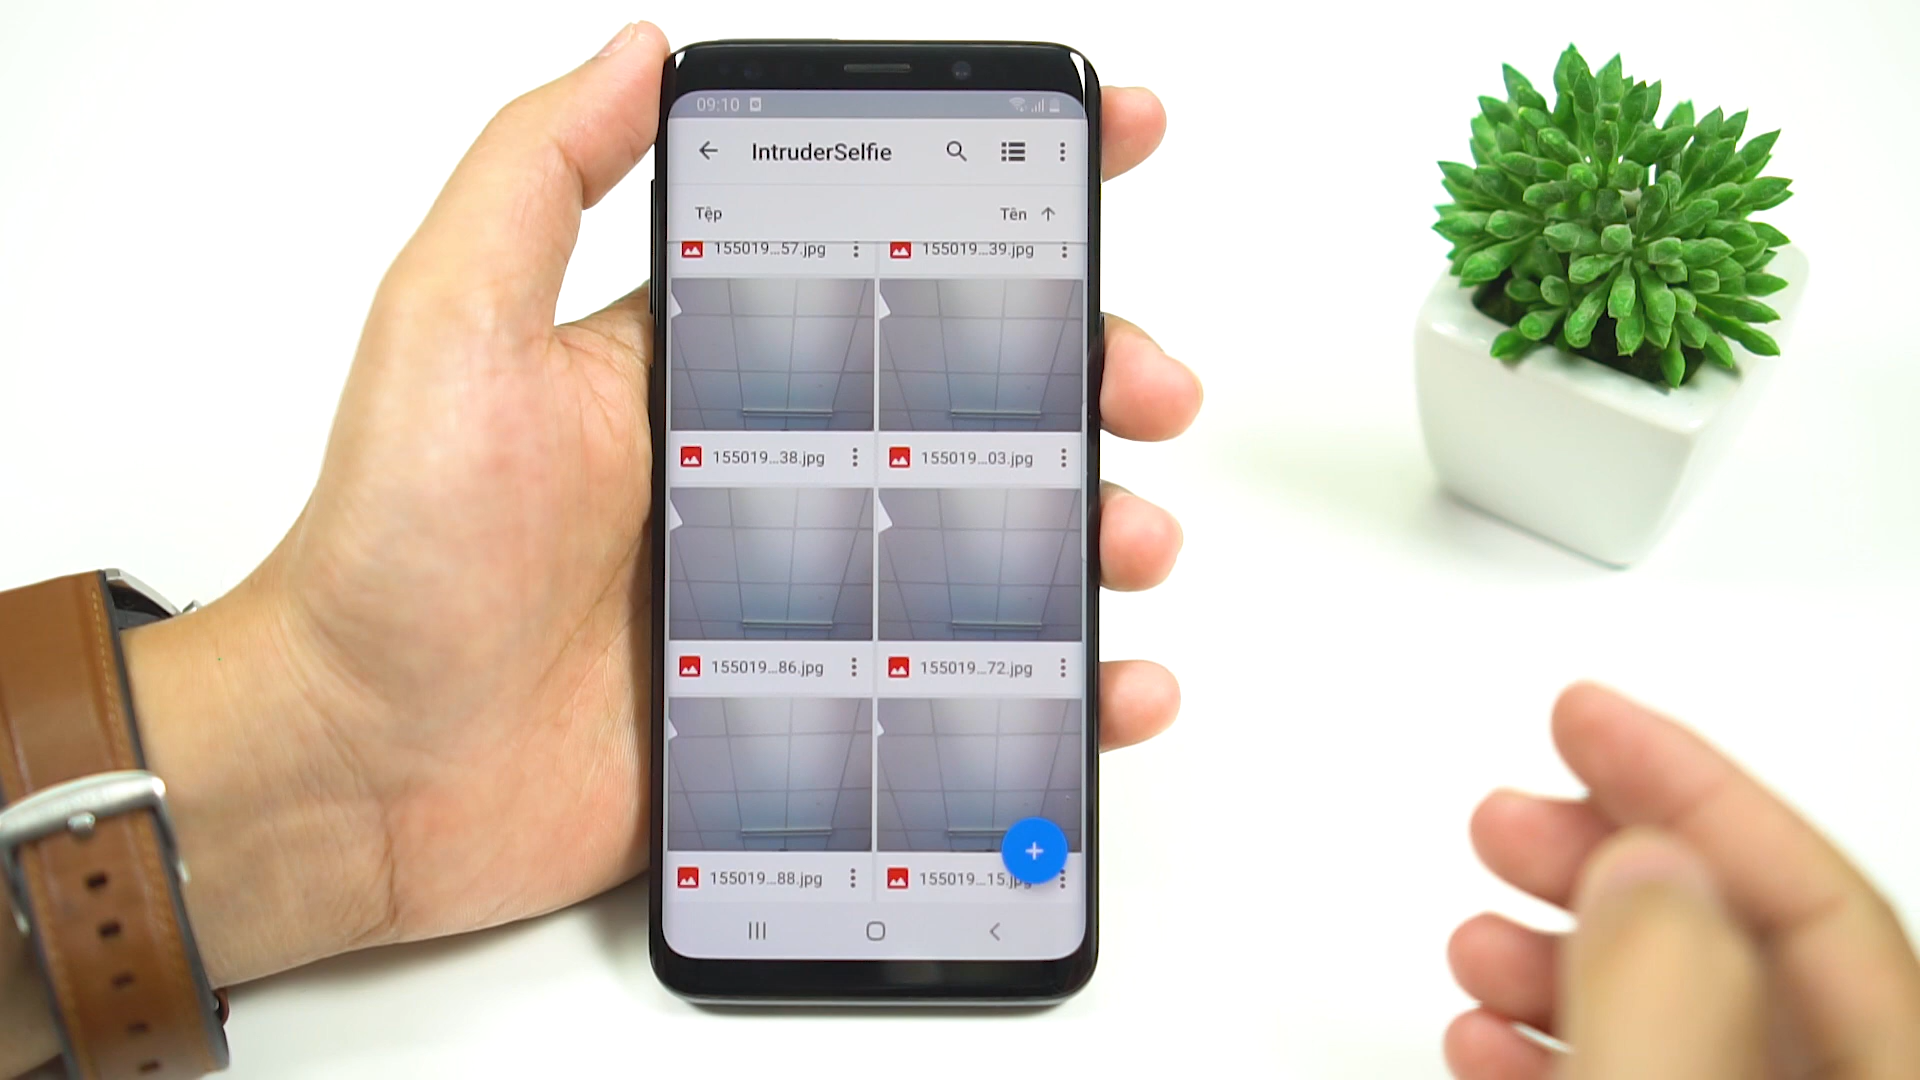 09:10
IntruderSelfie
Tệp Tên
155019...57.jpg 155019...39.jpg
155019...38.jpg 155019...03.jpg
155019...86.jpg 155019...72.jpg
155019...88.jpg 155019...15.jpg